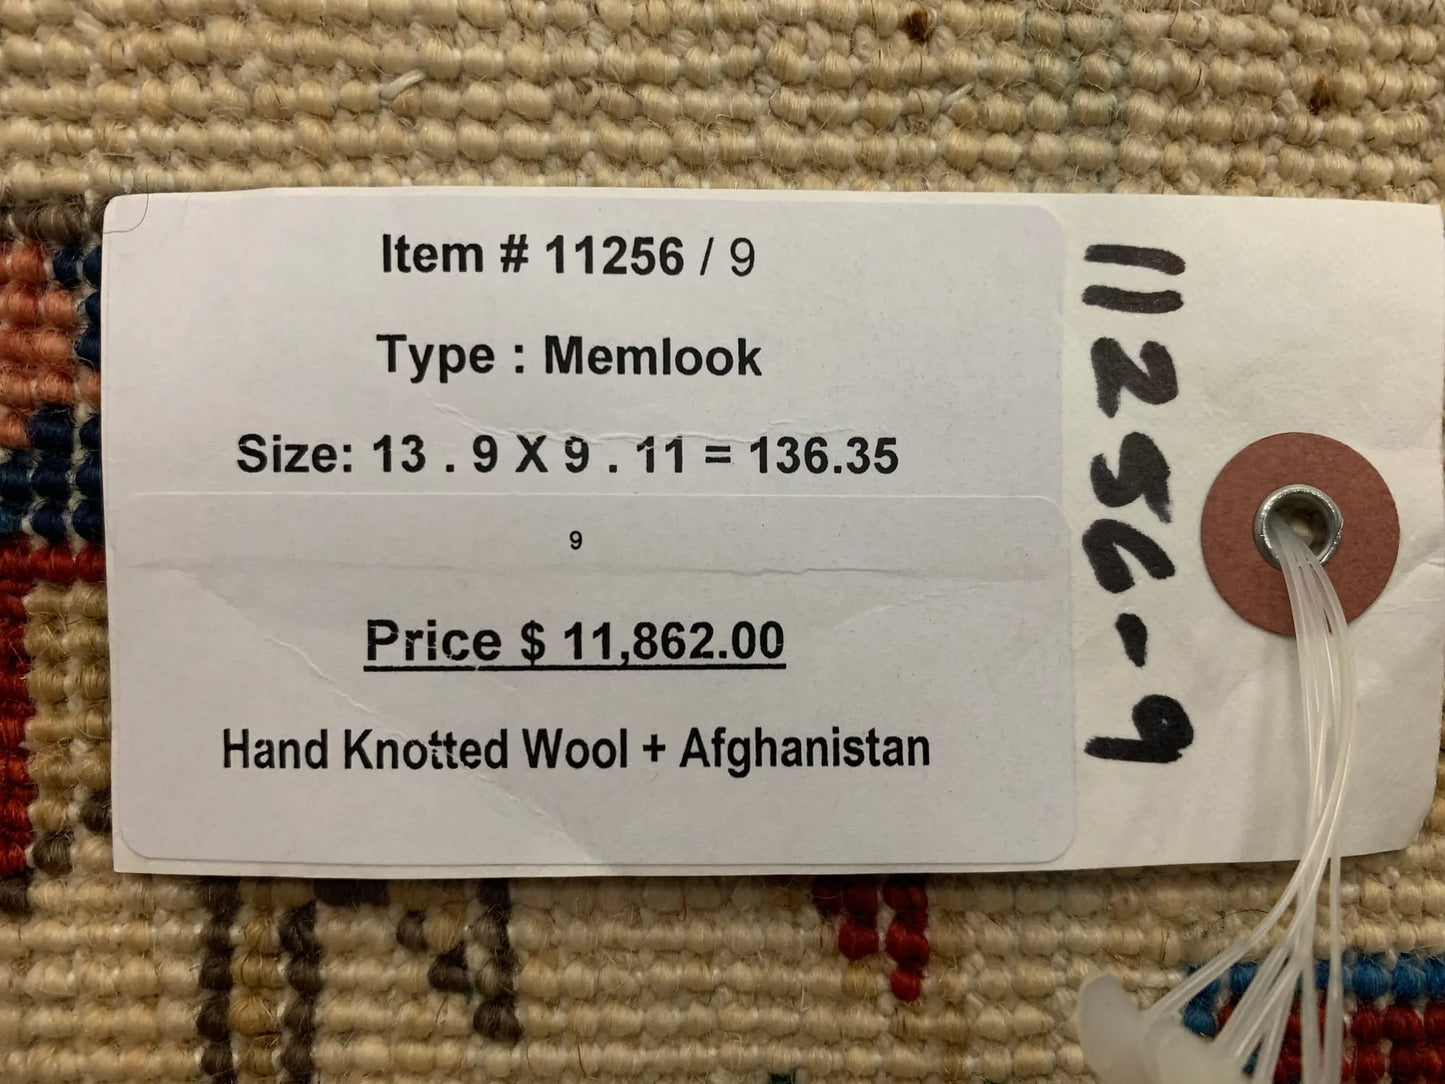 Item # 11256 / 9
Type : Memlook
Size: 13 . 9 X 9 . 11 = 136.35
9
Price $ 11,862.00
Hand Knotted Wool + Afghanistan
11256-9